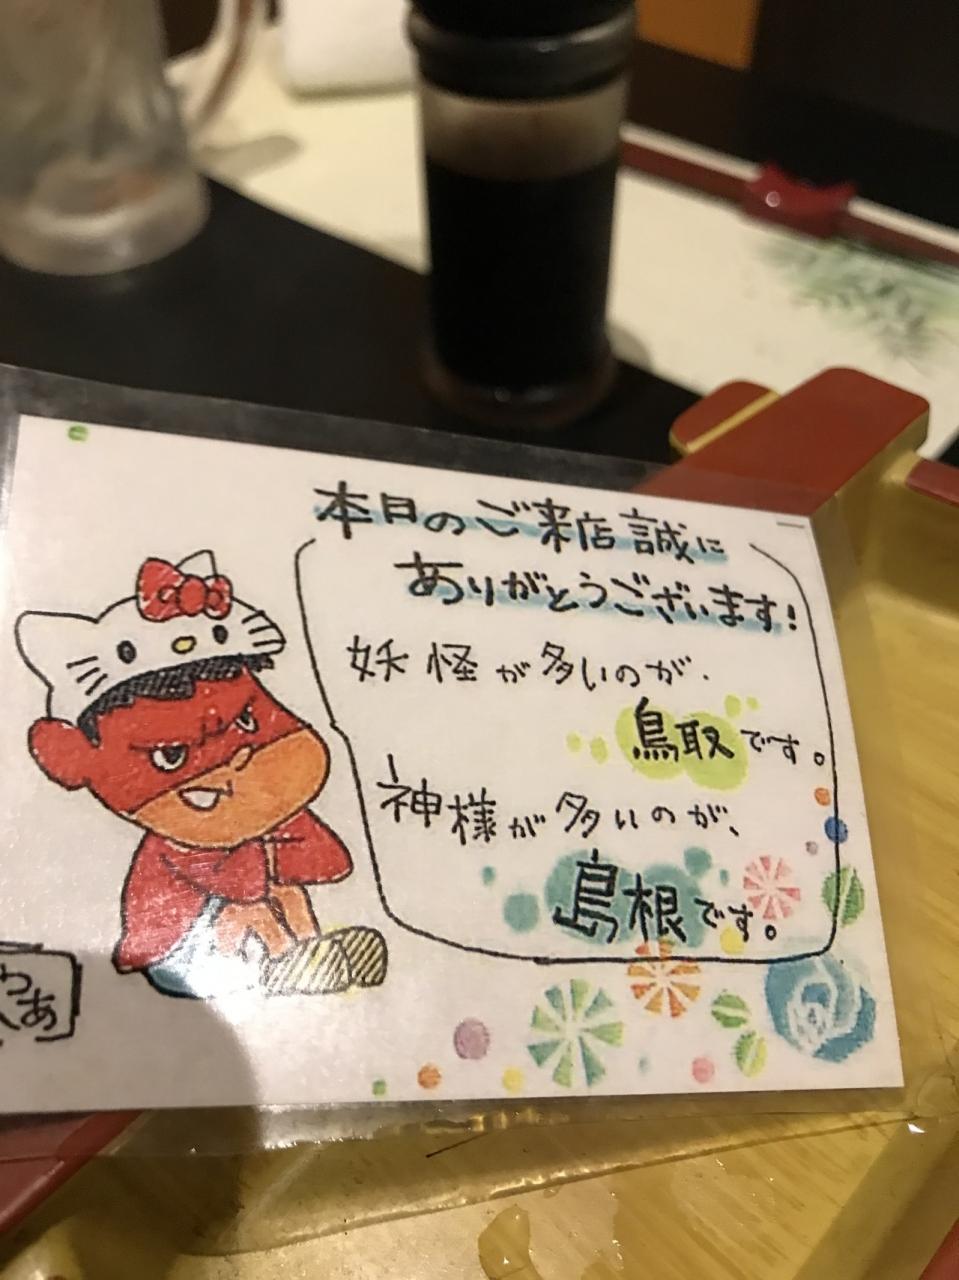 本日のご来店誠に
ありがとうございます!
妖怪が多いのが、
鳥取です。
神様が多いのが、
島根です。